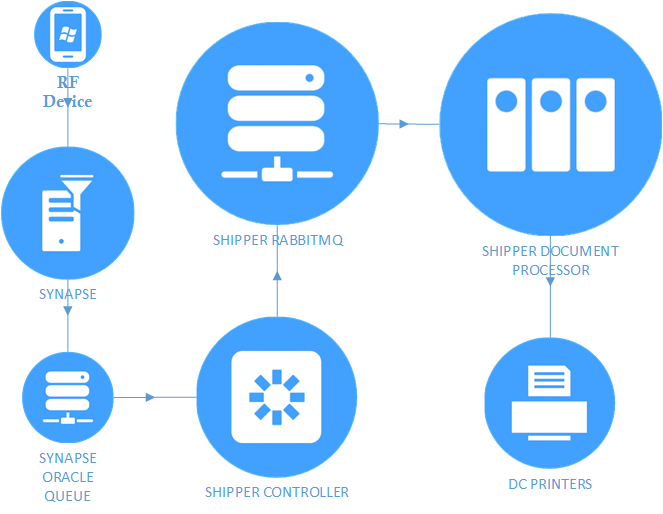 RF
Device
SYNAPSE
SYNAPSE
ORACLE
QUEUE
SHIPPER CONTROLLER
SHIPPER RABBITMQ
SHIPPER DOCUMENT
PROCESSOR
DC PRINTERS